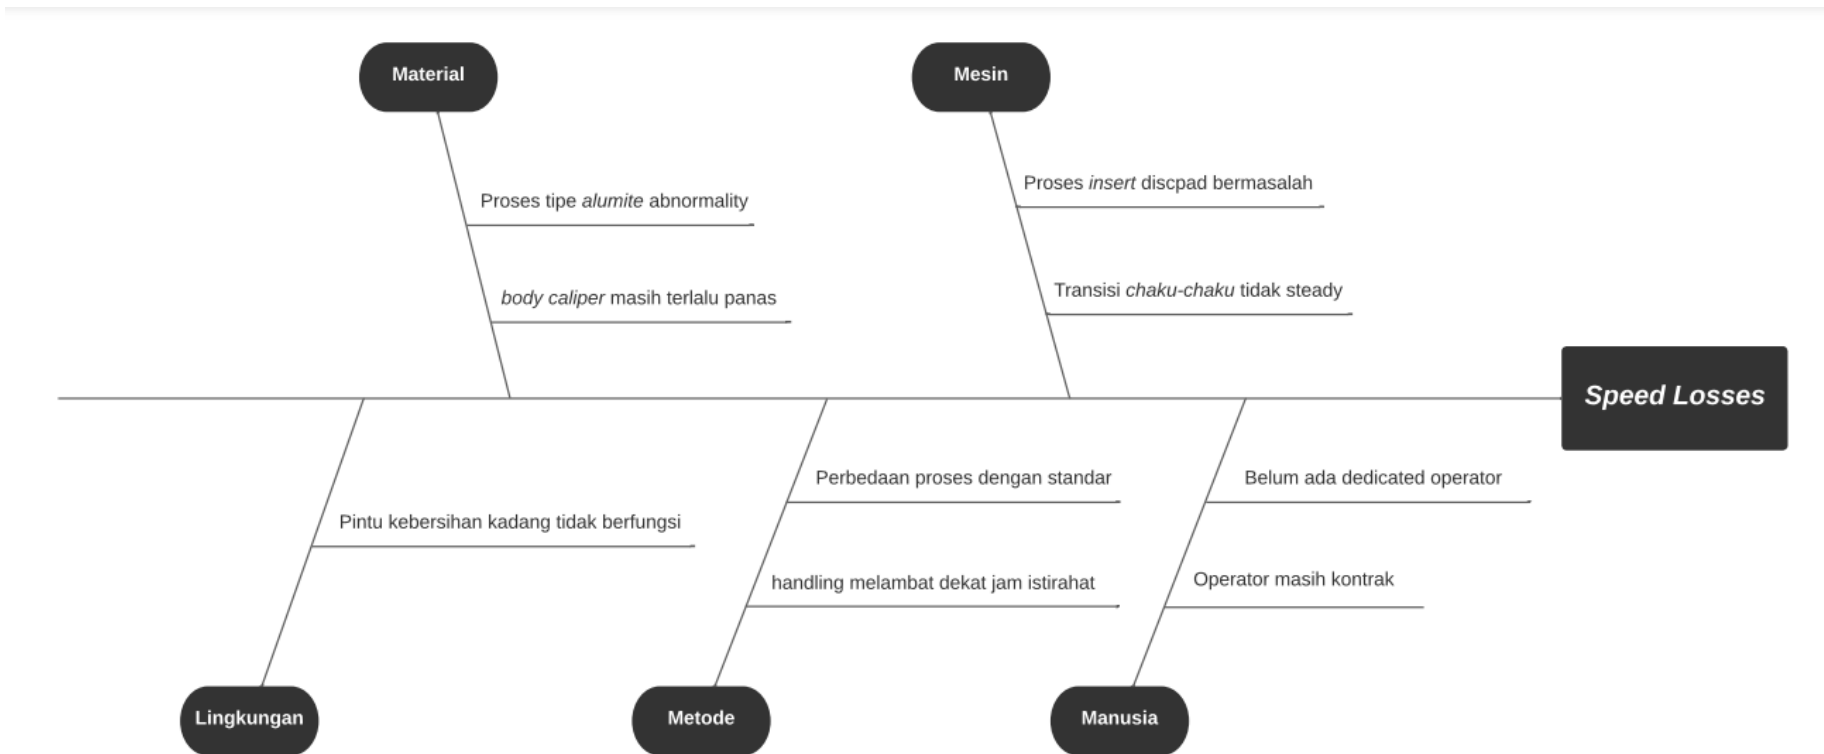 Material
Mesin
Proses tipe alumite abnormality
Proses insert discpad bermasalah
body caliper masih terlalu panas
Transisi chaku-chaku tidak steady
Speed Losses
Pintu kebersihan kadang tidak berfungsi
Perbedaan proses dengan standar
Belum ada dedicated operator
handling melambat dekat jam istirahat
Operator masih kontrak
Lingkungan
Metode
Manusia